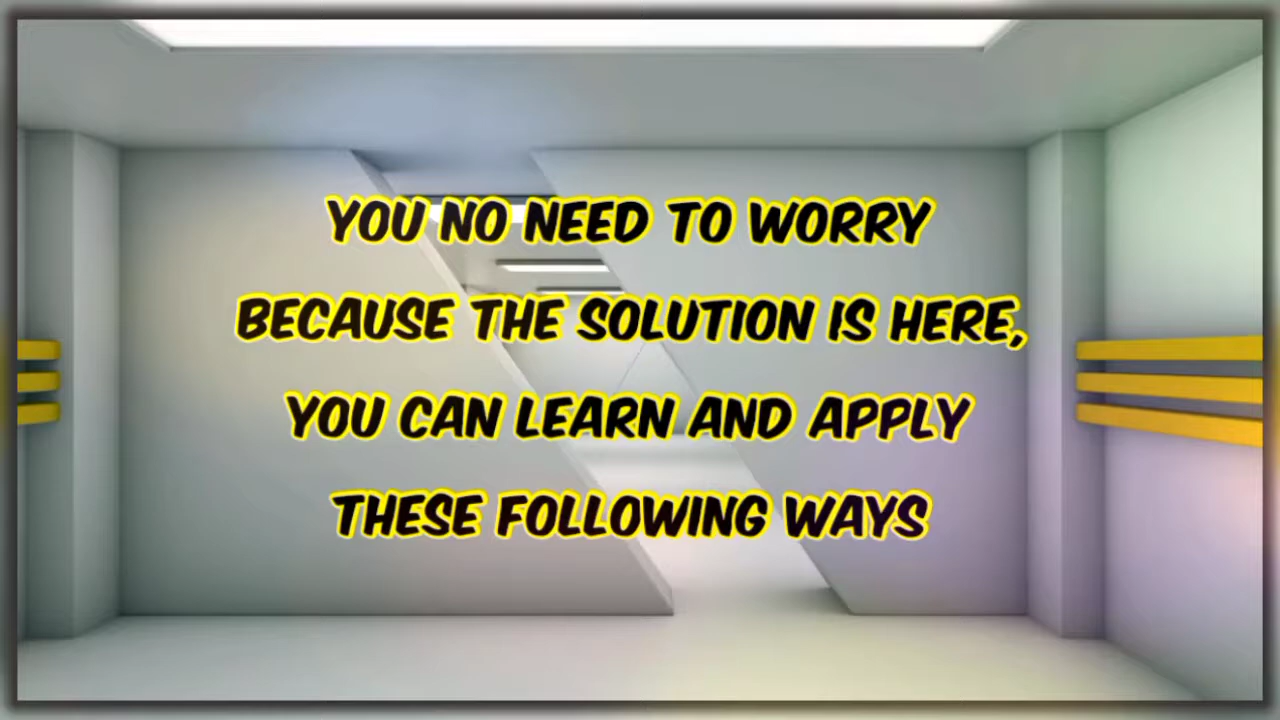 YOU NO NEED TO WORRY
BECAUSE THE SOLUTION IS HERE,
YOU CAN LEARN AND APPLY
THESE FOLLOWING WAYS